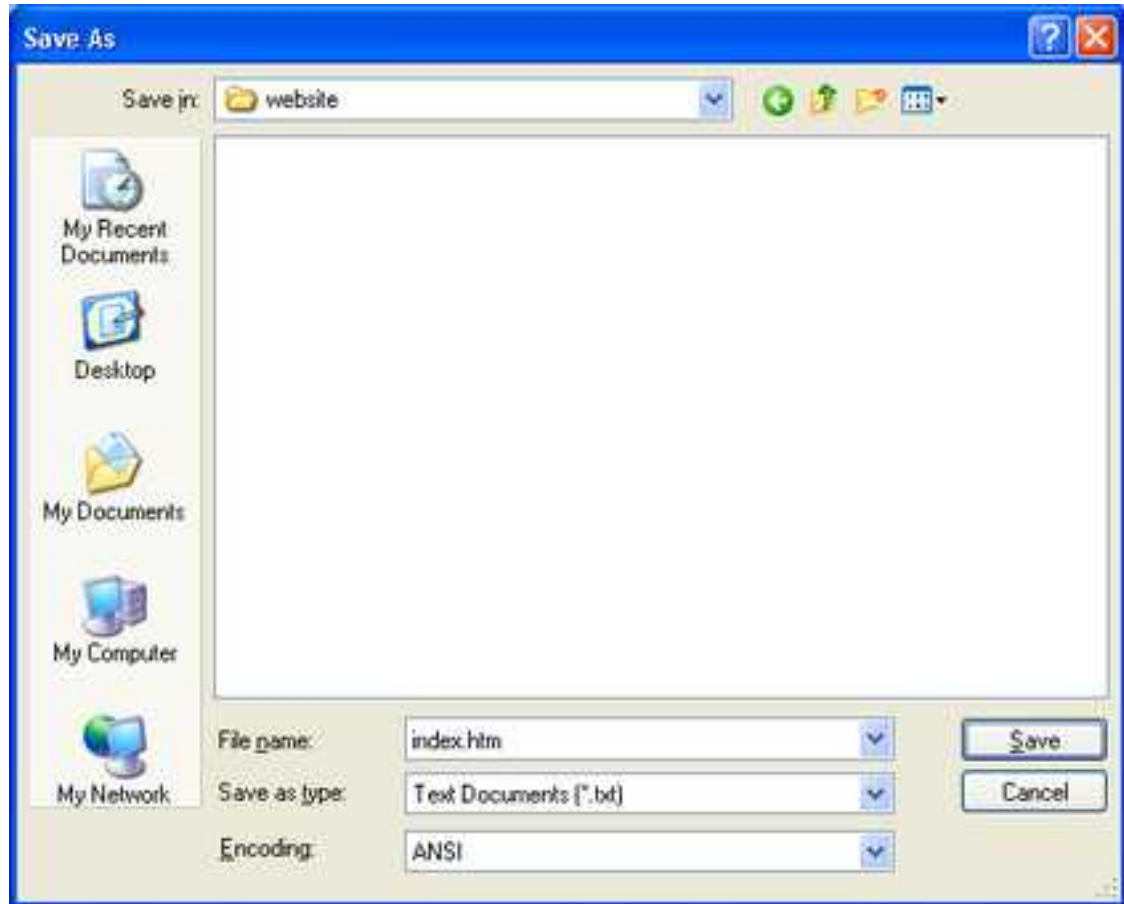 Save As
Save in:
website
My Recent
Documents
Desktop
My Documents
My Computer
My Network
File name:
index.htm
Save
Save as type:
Text Documents (*.txt)
Cancel
Encoding:
ANSI